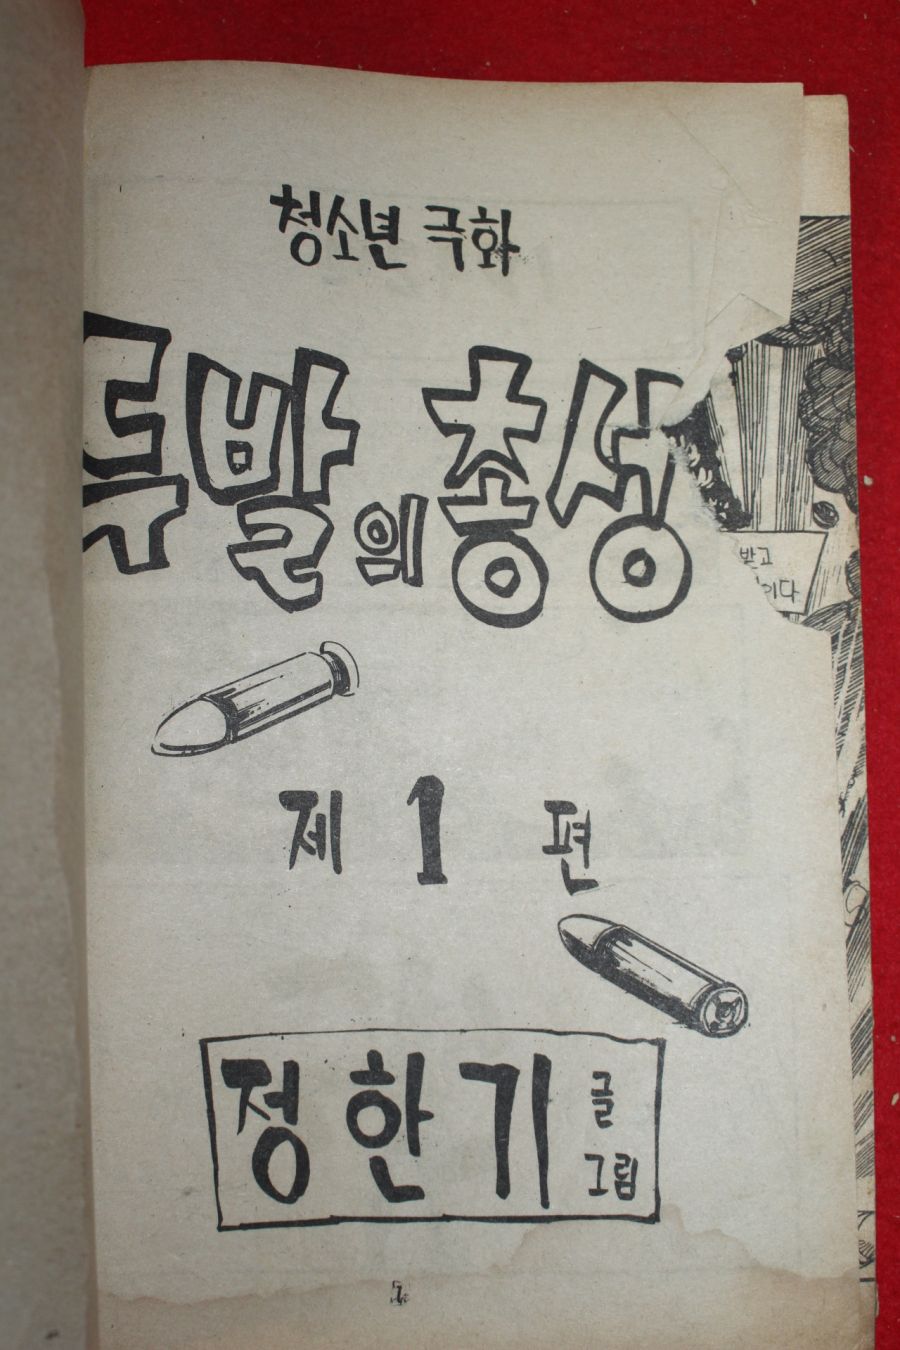 청소년 극화
두발의 총성
제 1 편
정한기 글
그림
받고
이다
1